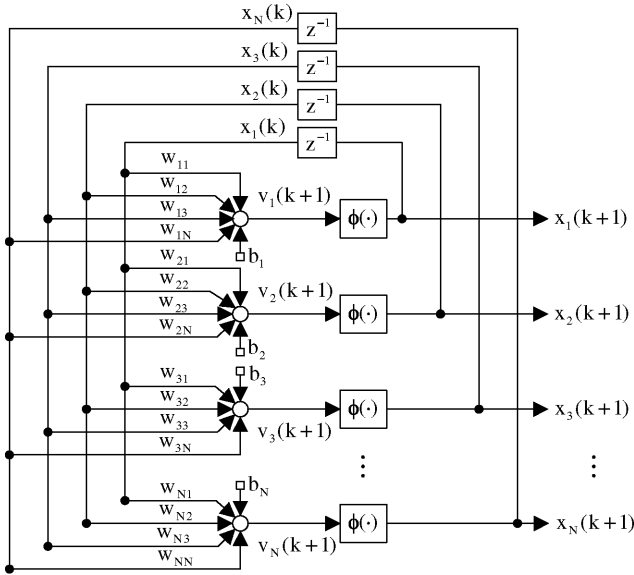 x_N(k)
z⁻¹
x_3(k)
z⁻¹
x_2(k)
z⁻¹
x_1(k)
z⁻¹
w_11
w_12
w_13
w_1N
v_1(k+1)
ϕ(·)
x_1(k+1)
b_1
w_21
w_22
w_23
w_2N
v_2(k+1)
ϕ(·)
x_2(k+1)
b_2
b_3
w_31
w_32
w_33
w_3N
v_3(k+1)
ϕ(·)
x_3(k+1)
⋮ ⋮
b_N
w_N1
w_N2
w_N3
w_NN
v_N(k+1)
ϕ(·)
x_N(k+1)